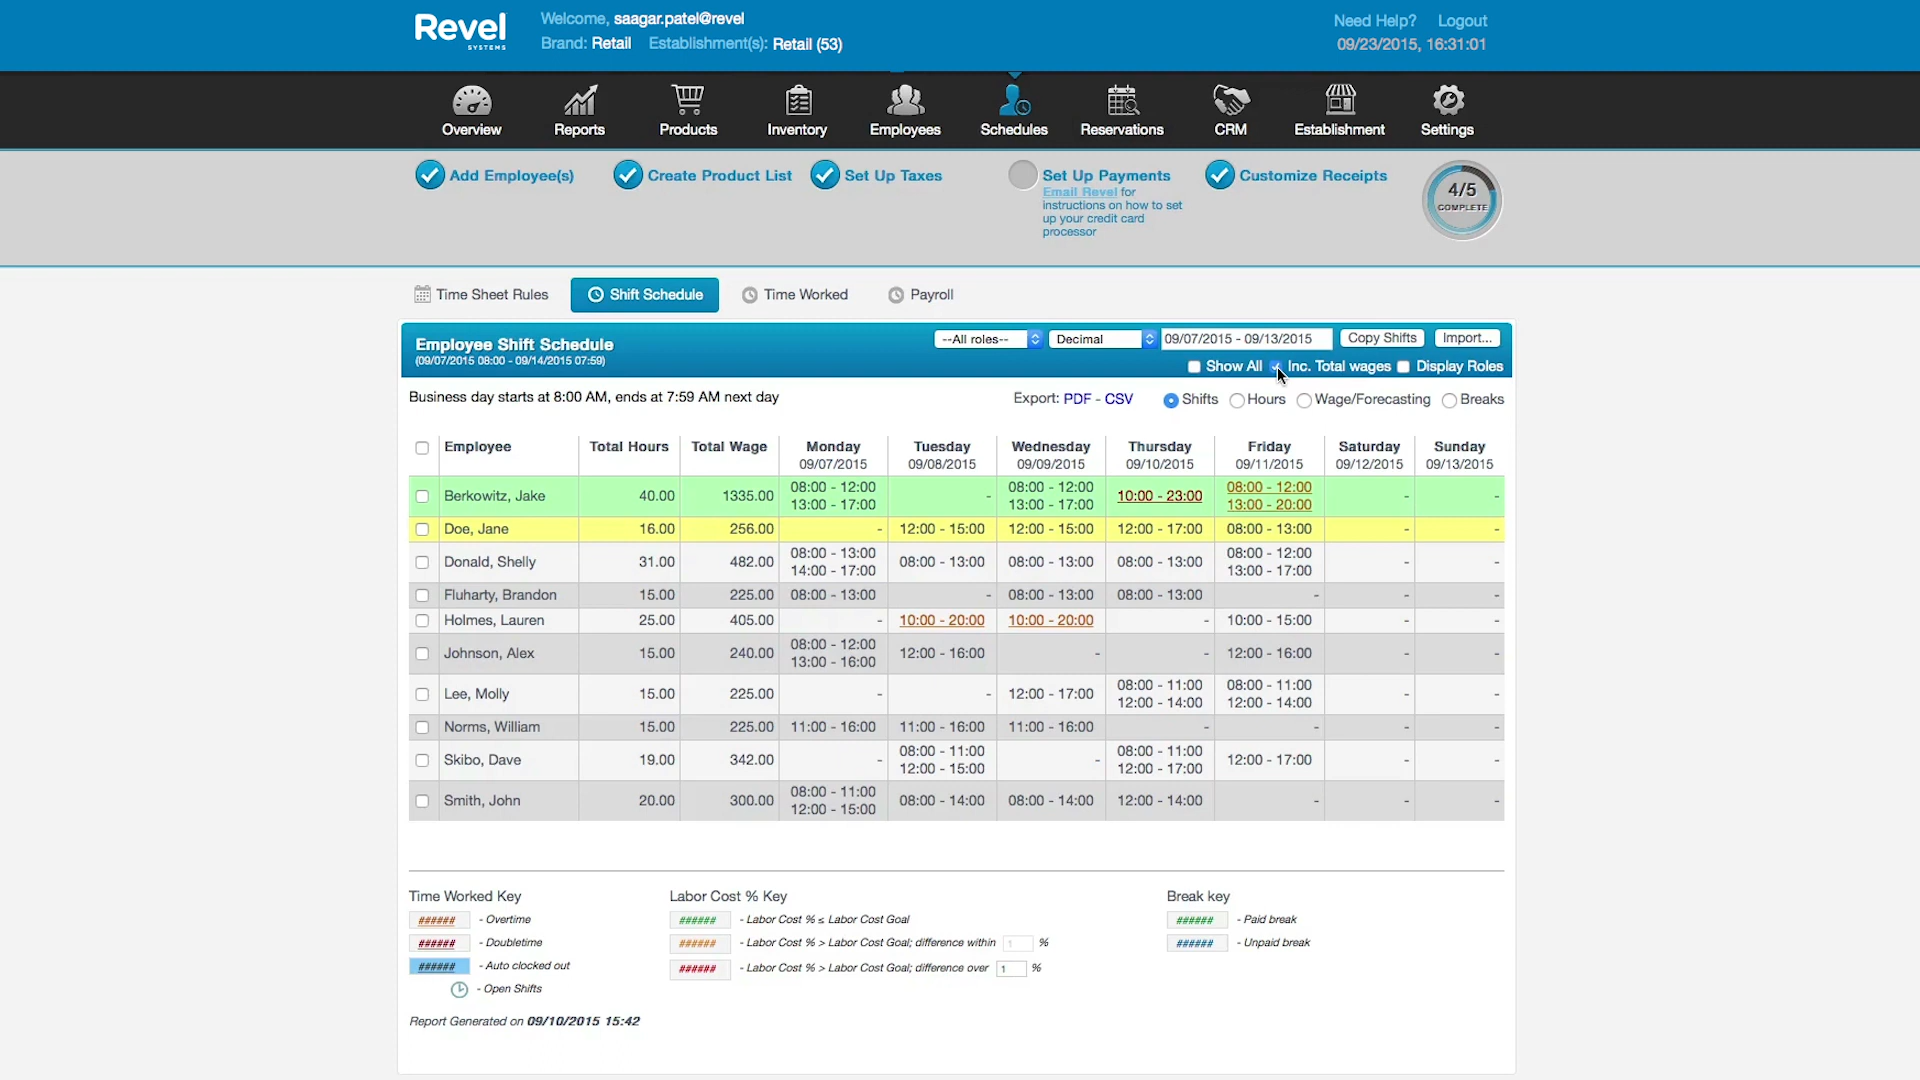 Revel
SYSTEMS
Welcome, saagar.patel@revel
Brand: Retail Establishment(s): Retail (53)
Need Help? Logout
09/23/2015, 16:31:01
Overview Reports Products Inventory Employees Schedules Reservations CRM Establishment Settings
Add Employee(s) Create Product List Set Up Taxes Set Up Payments Customize Receipts
Email Revel for
instructions on how to set
up your credit card
processor
4/5
COMPLETE
Time Sheet Rules Shift Schedule Time Worked Payroll
Employee Shift Schedule
(09/07/2015 08:00 - 09/14/2015 07:59)
--All roles-- Decimal 09/07/2015 - 09/13/2015 Copy Shifts Import...
Show All Inc. Total wages Display Roles
Business day starts at 8:00 AM, ends at 7:59 AM next day
Export: PDF - CSV Shifts Hours Wage/Forecasting Breaks
Employee Total Hours Total Wage Monday Tuesday Wednesday Thursday Friday Saturday Sunday
09/07/2015 09/08/2015 09/09/2015 09/10/2015 09/11/2015 09/12/2015 09/13/2015
08:00 - 12:00 08:00 - 12:00 08:00 - 12:00
Berkowitz, Jake 40.00 1335.00 - 10:00 - 23:00 - -
13:00 - 17:00 13:00 - 17:00 13:00 - 20:00
Doe, Jane 16.00 256.00 - 12:00 - 15:00 12:00 - 15:00 12:00 - 17:00 08:00 - 13:00 - -
08:00 - 13:00 08:00 - 12:00
Donald, Shelly 31.00 482.00 08:00 - 13:00 08:00 - 13:00 08:00 - 13:00 - -
14:00 - 17:00 13:00 - 17:00
Fluharty, Brandon 15.00 225.00 08:00 - 13:00 - 08:00 - 13:00 08:00 - 13:00 - - -
Holmes, Lauren 25.00 405.00 - 10:00 - 20:00 10:00 - 20:00 - 10:00 - 15:00 - -
08:00 - 12:00
Johnson, Alex 15.00 240.00 12:00 - 16:00 - - 12:00 - 16:00 - -
13:00 - 16:00
08:00 - 11:00 08:00 - 11:00
Lee, Molly 15.00 225.00 - - 12:00 - 17:00 - -
12:00 - 14:00 12:00 - 14:00
Norms, William 15.00 225.00 11:00 - 16:00 11:00 - 16:00 11:00 - 16:00 - - - -
08:00 - 11:00 08:00 - 11:00
Skibo, Dave 19.00 342.00 - - 12:00 - 17:00 - -
12:00 - 15:00 12:00 - 17:00
08:00 - 11:00
Smith, John 20.00 300.00 08:00 - 14:00 08:00 - 14:00 12:00 - 14:00 - - -
12:00 - 15:00
Time Worked Key Labor Cost % Key Break key
###### - Overtime ###### - Labor Cost % ≤ Labor Cost Goal ###### - Paid break
###### - Doubletime ###### - Labor Cost % > Labor Cost Goal; difference within 1 % ###### - Unpaid break
###### - Auto clocked out ###### - Labor Cost % > Labor Cost Goal; difference over 1 %
- Open Shifts
Report Generated on 09/10/2015 15:42